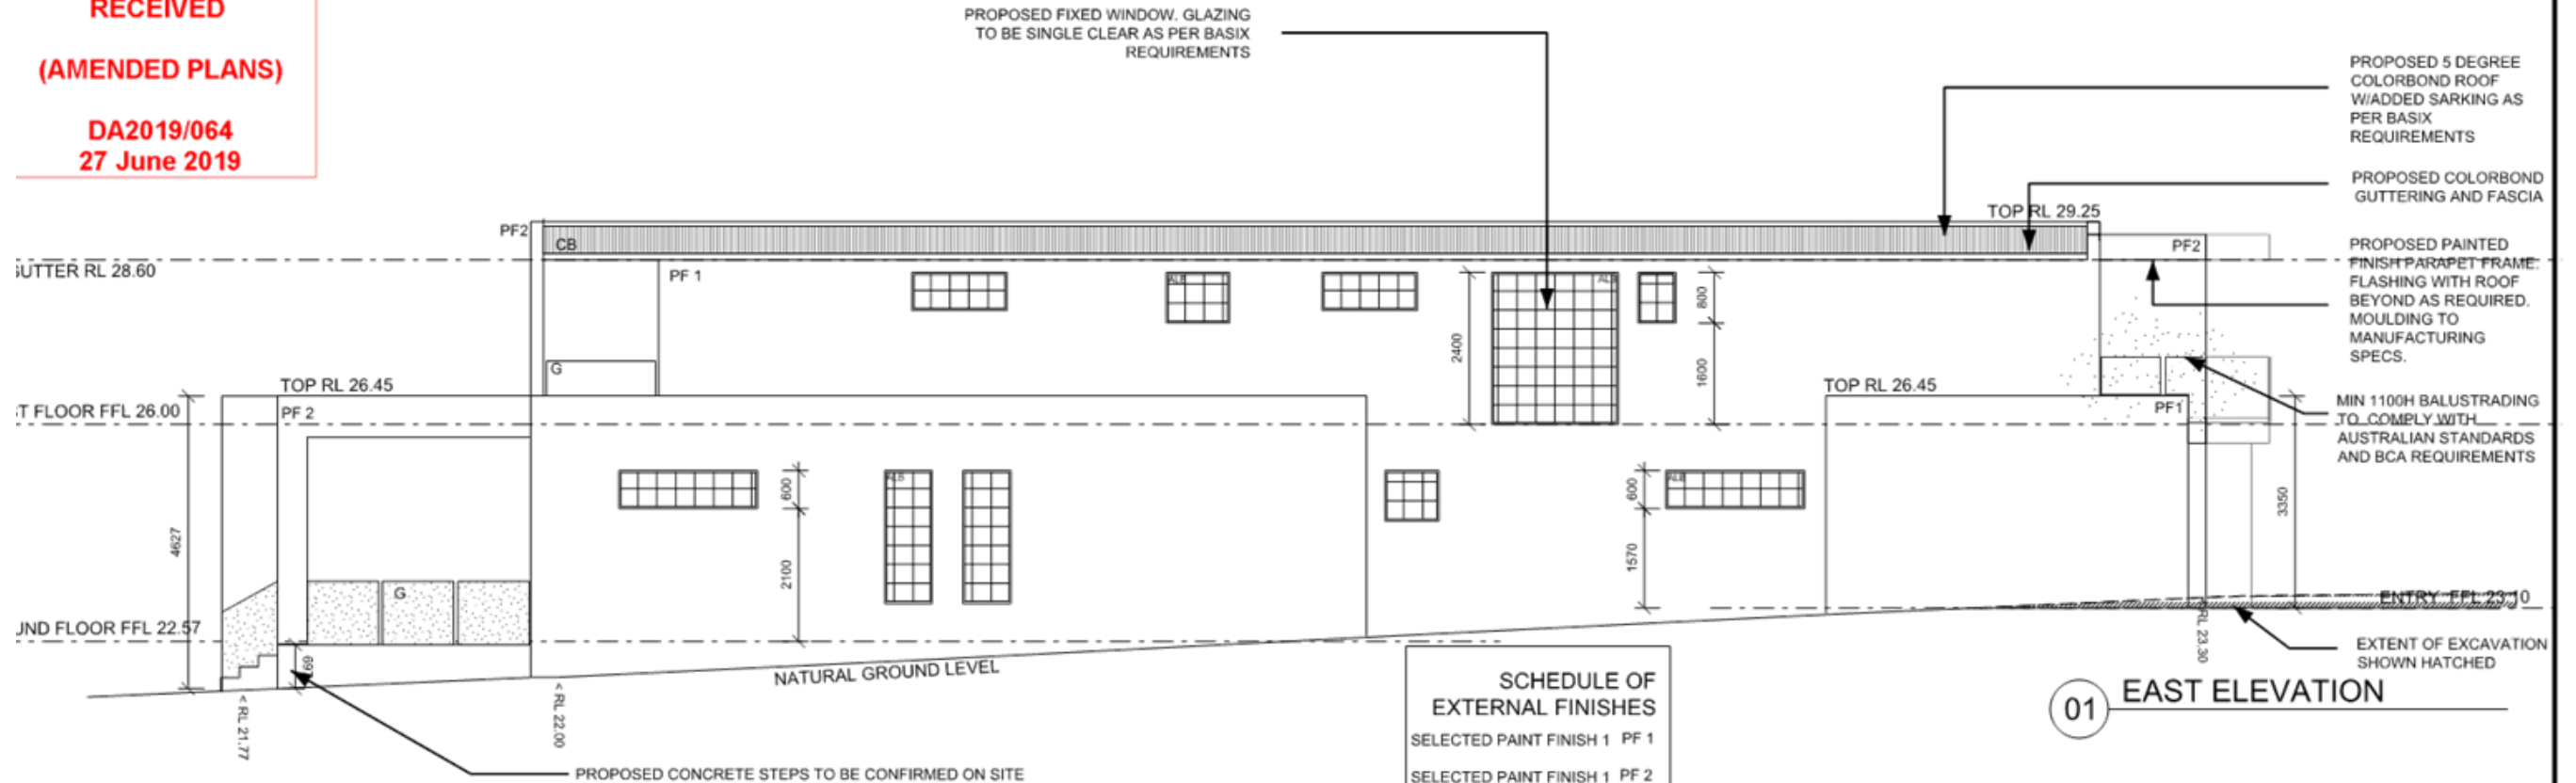 RECEIVED
(AMENDED PLANS)
DA2019/064
27 June 2019
PROPOSED FIXED WINDOW. GLAZING
TO BE SINGLE CLEAR AS PER BASIX
REQUIREMENTS
PROPOSED 5 DEGREE
COLORBOND ROOF
W/ADDED SARKING AS
PER BASIX
REQUIREMENTS
PROPOSED COLORBOND
GUTTERING AND FASCIA
TOP RL 29.25
PF2
CB
PF2
PROPOSED PAINTED
FINISH PARAPET FRAME.
FLASHING WITH ROOF
BEYOND AS REQUIRED.
MOULDING TO
MANUFACTURING
SPECS.
GUTTER RL 28.60
PF 1
ALB
ALB
800
2400
1600
G
TOP RL 26.45
TOP RL 26.45
PF 2
PF1
ST FLOOR FFL 26.00
MIN 1100H BALUSTRADING
TO COMPLY WITH
AUSTRALIAN STANDARDS
AND BCA REQUIREMENTS
ALB
ALB
600
600
4627
2100
1570
3350
G
ENTRY FFL 23.10
UND FLOOR FFL 22.57
< RL 23.30
EXTENT OF EXCAVATION
SHOWN HATCHED
NATURAL GROUND LEVEL
< RL 21.77
< RL 22.00
SCHEDULE OF
EXTERNAL FINISHES
SELECTED PAINT FINISH 1 PF 1
SELECTED PAINT FINISH 1 PF 2
01 EAST ELEVATION
PROPOSED CONCRETE STEPS TO BE CONFIRMED ON SITE